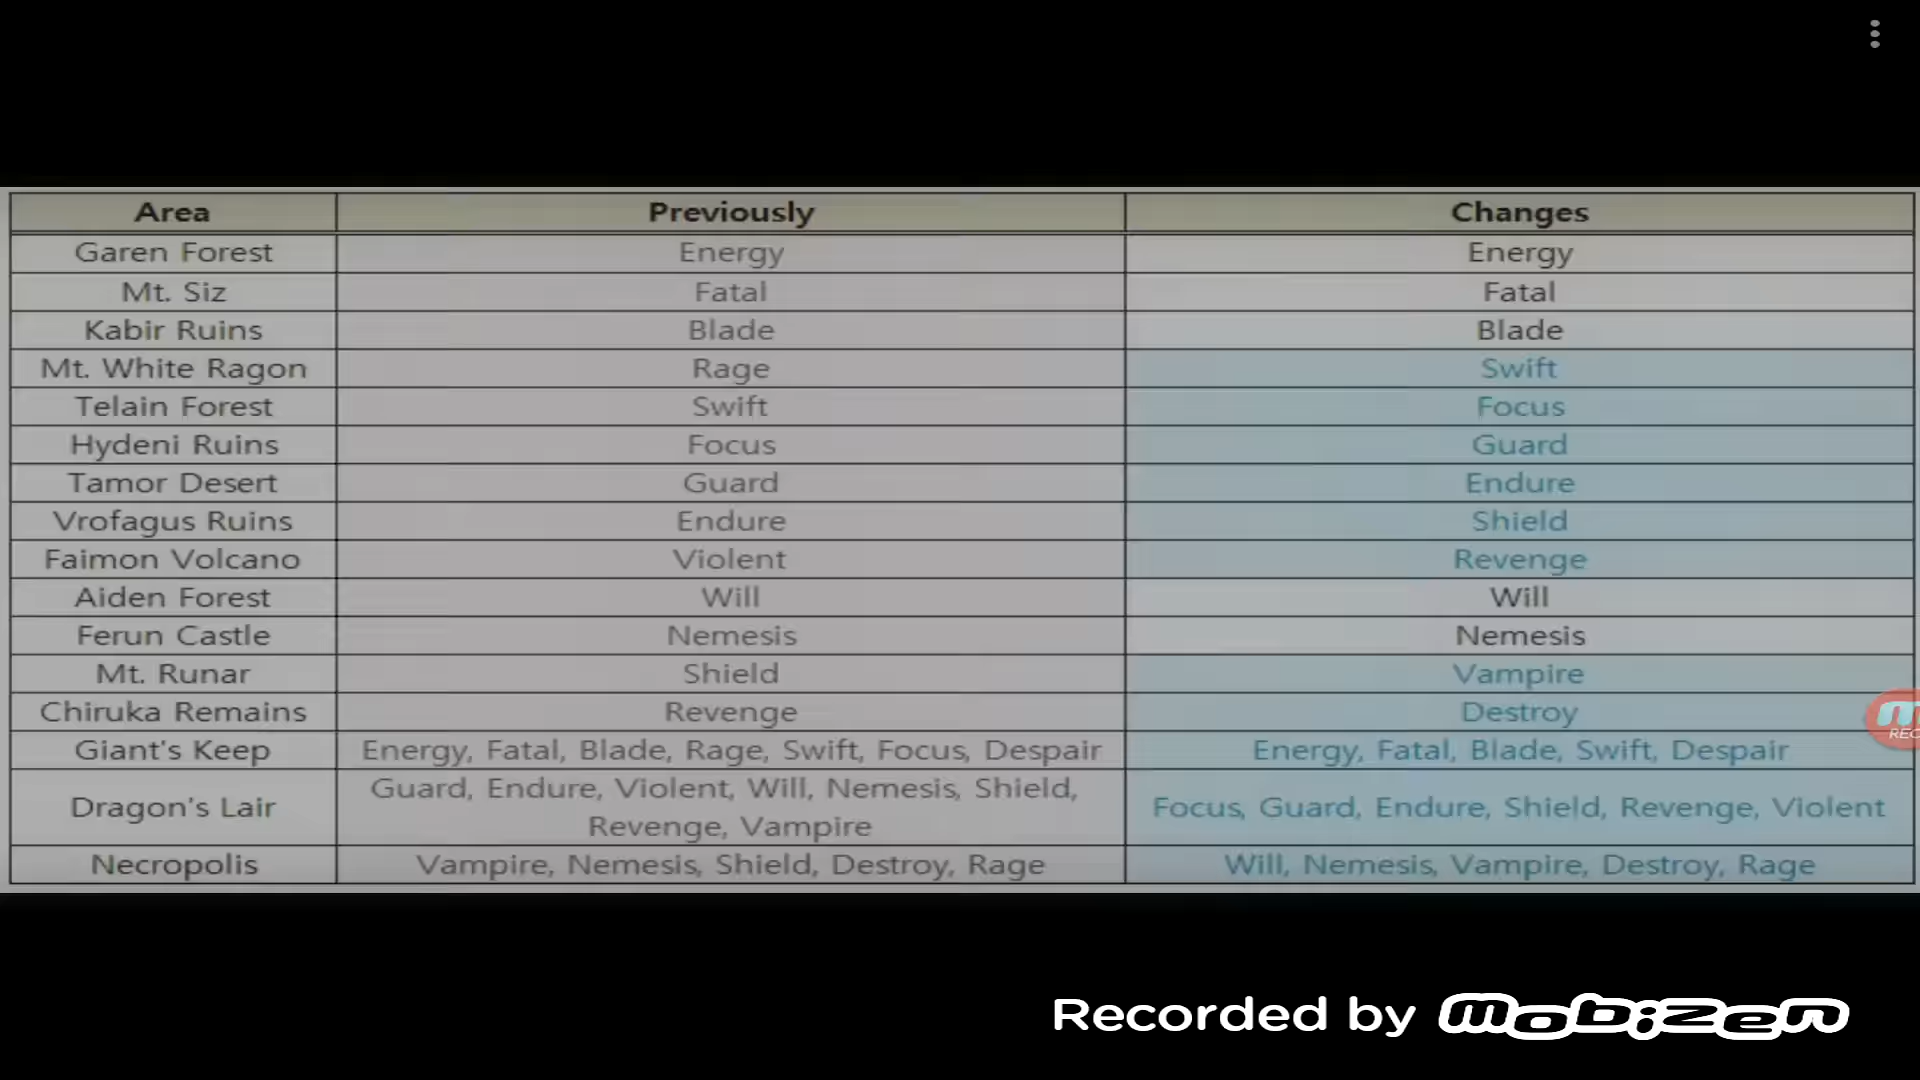 Area Previously Changes
Garen Forest Energy Energy
Mt. Siz Fatal Fatal
Kabir Ruins Blade Blade
Mt. White Ragon Rage Swift
Telain Forest Swift Focus
Hydeni Ruins Focus Guard
Tamor Desert Guard Endure
Vrofagus Ruins Endure Shield
Faimon Volcano Violent Revenge
Aiden Forest Will Will
Ferun Castle Nemesis Nemesis
Mt. Runar Shield Vampire
Chiruka Remains Revenge Destroy
Giant's Keep Energy, Fatal, Blade, Rage, Swift, Focus, Despair Energy, Fatal, Blade, Swift, Despair
Dragon's Lair Guard, Endure, Violent, Will, Nemesis, Shield,
Revenge, Vampire Focus, Guard, Endure, Shield, Revenge, Violent
Necropolis Vampire, Nemesis, Shield, Destroy, Rage Will, Nemesis, Vampire, Destroy, Rage
REC
Recorded by mobizen